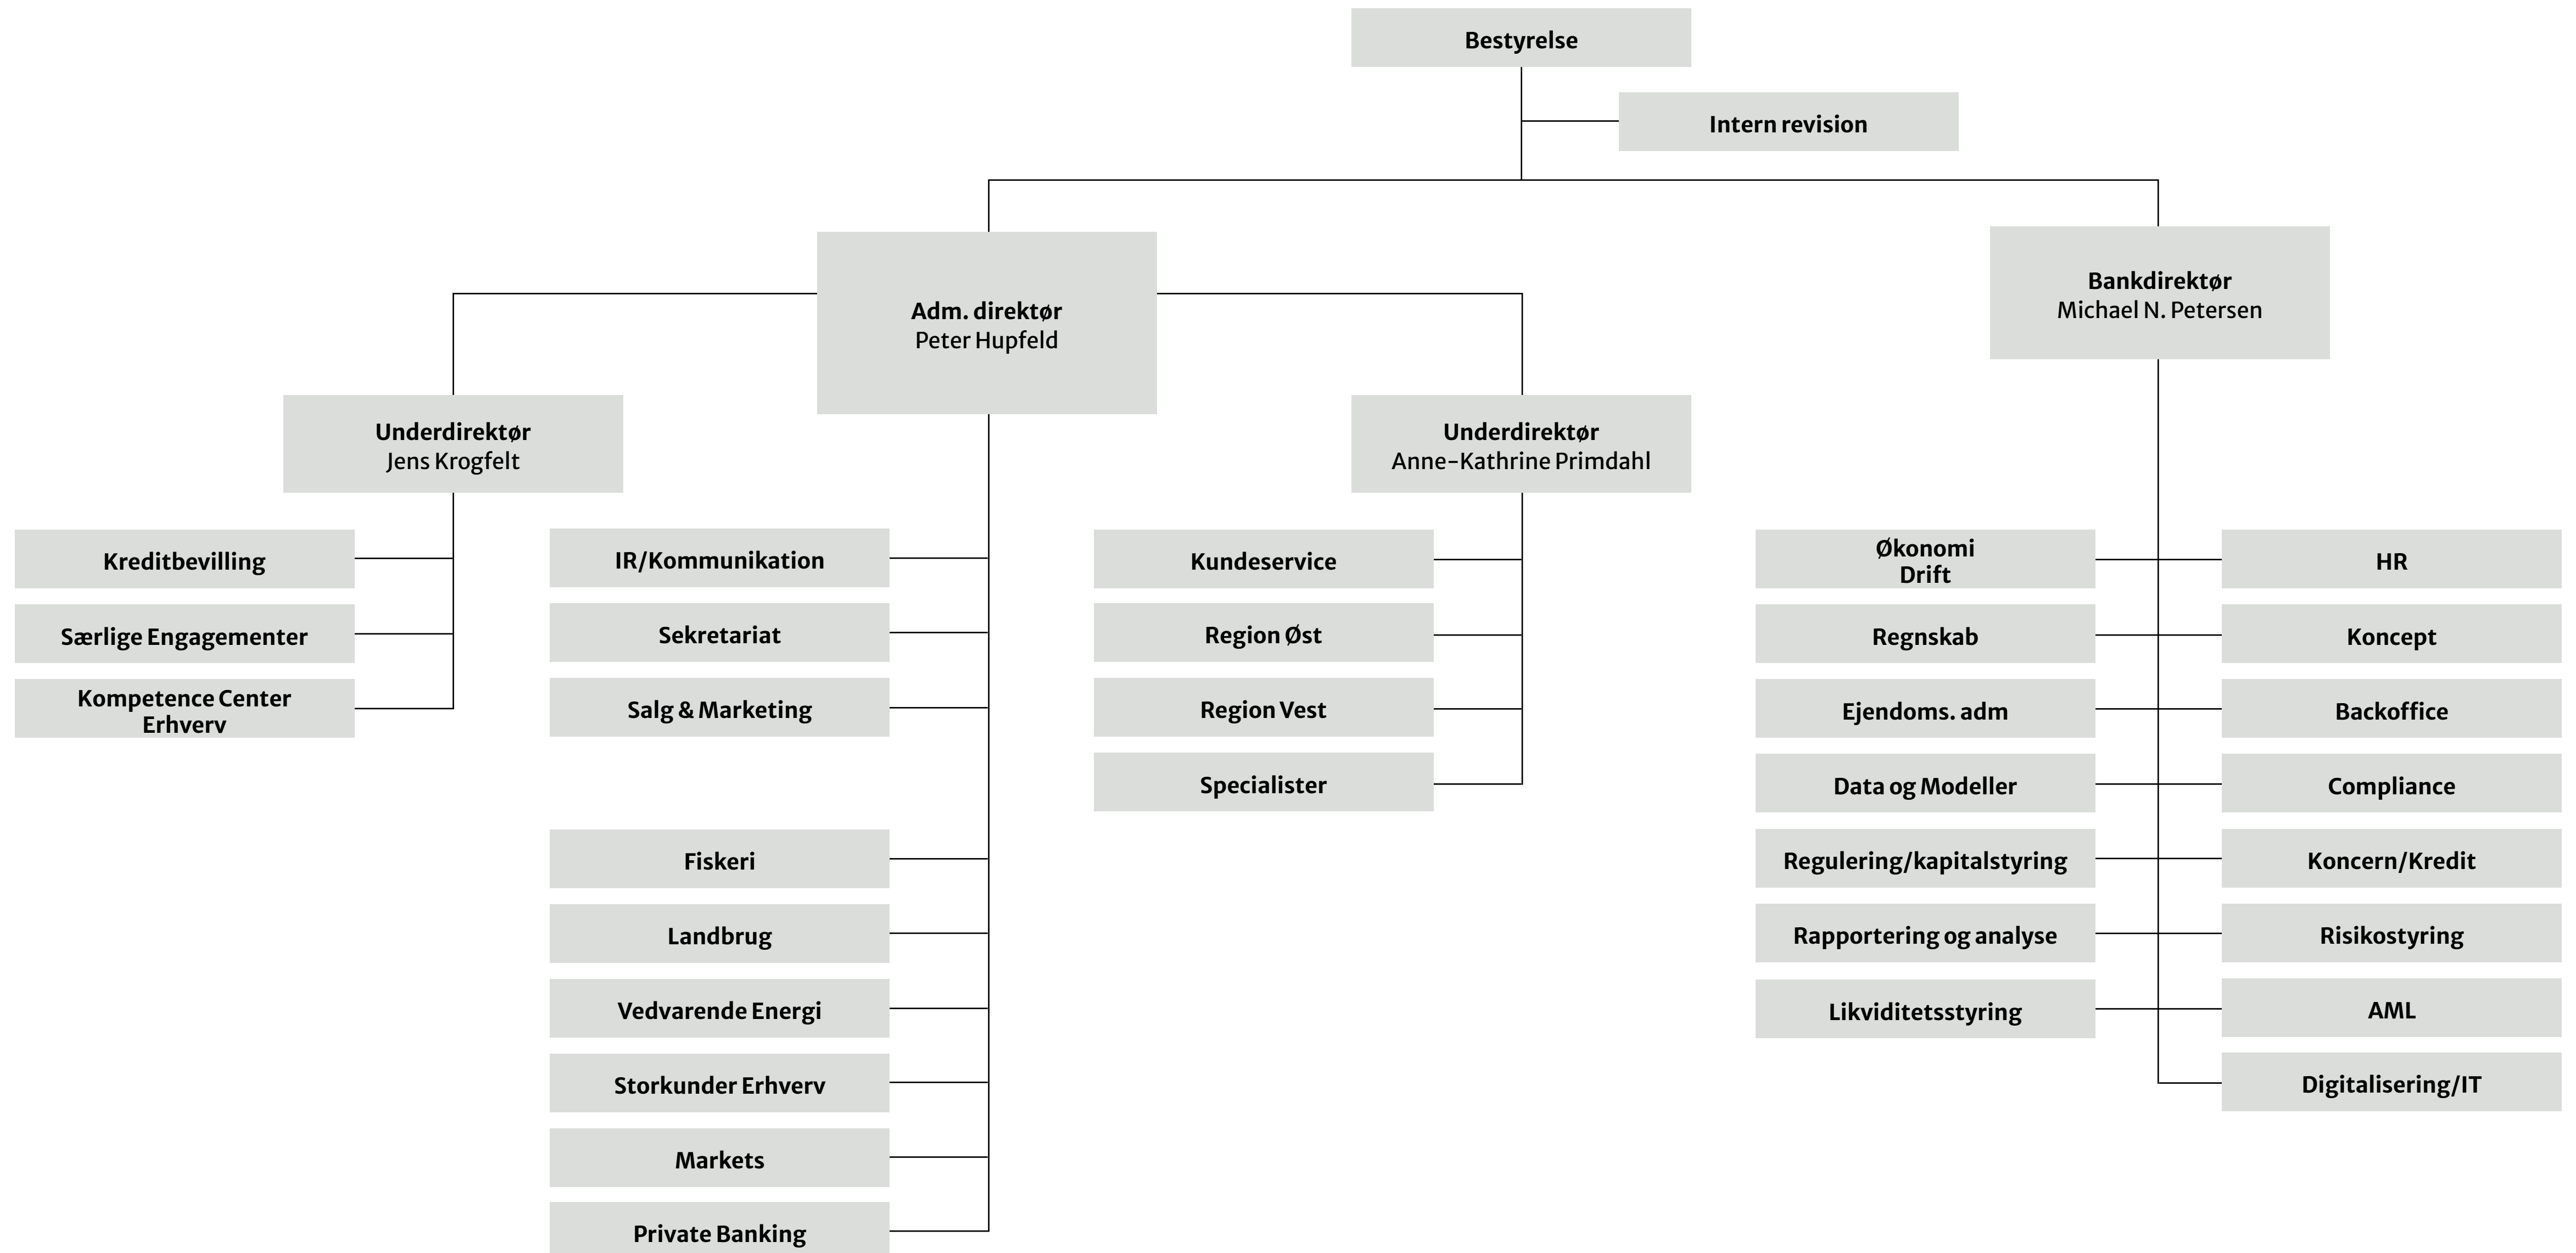 Bestyrelse
Intern revision
Adm. direktør
Peter Hupfeld
Bankdirektør
Michael N. Petersen
Underdirektør
Jens Krogfelt
Underdirektør
Anne-Kathrine Primdahl
Kreditbevilling
Særlige Engagementer
Kompetence Center
Erhverv
IR/Kommunikation
Sekretariat
Salg & Marketing
Fiskeri
Landbrug
Vedvarende Energi
Storkunder Erhverv
Markets
Private Banking
Kundeservice
Region Øst
Region Vest
Specialister
Økonomi
Drift
Regnskab
Ejendoms. adm
Data og Modeller
Regulering/kapitalstyring
Rapportering og analyse
Likviditetsstyring
HR
Koncept
Backoffice
Compliance
Koncern/Kredit
Risikostyring
AML
Digitalisering/IT